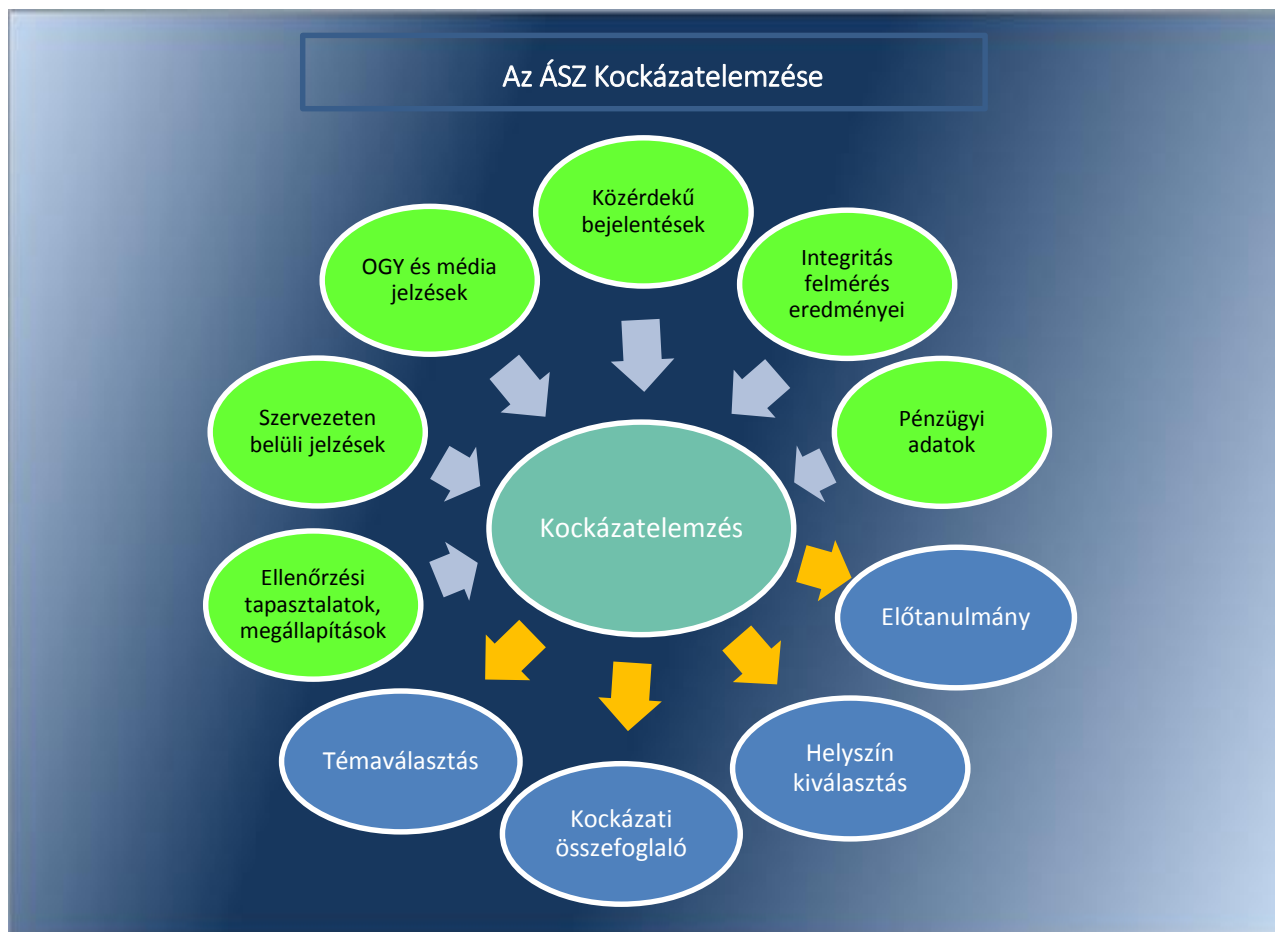 Az ÁSZ Kockázatelemzése
Közérdekű
bejelentések
OGY és média
jelzések
Integritás
felmérés
eredményei
Szervezeten
belüli jelzések
Pénzügyi
adatok
Kockázatelemzés
Ellenőrzési
tapasztalatok,
megállapítások
Előtanulmány
Témaválasztás
Helyszín
kiválasztás
Kockázati
összefoglaló